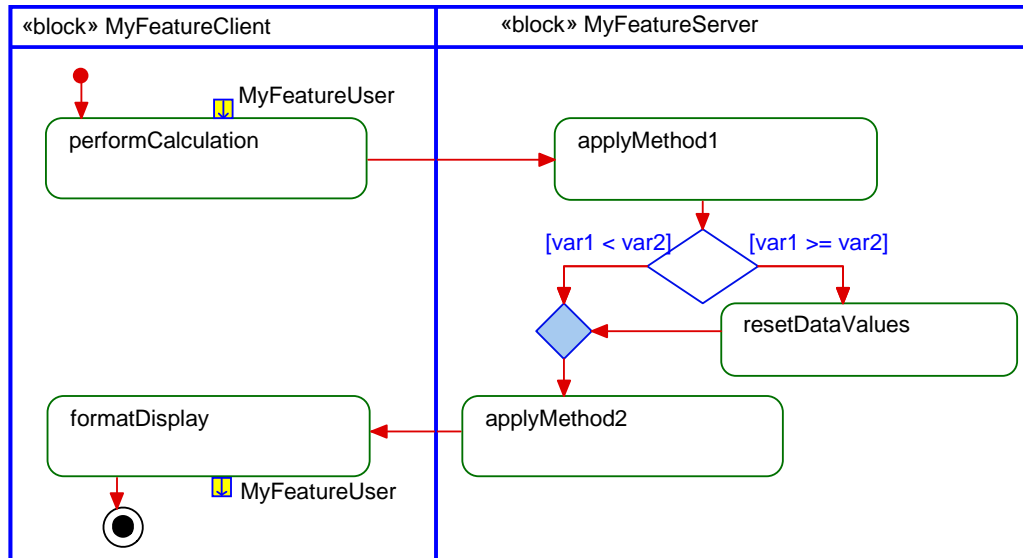 «block» MyFeatureClient
«block» MyFeatureServer
MyFeatureUser
performCalculation
applyMethod1
[var1 < var2]
[var1 >= var2]
resetDataValues
formatDisplay
applyMethod2
MyFeatureUser